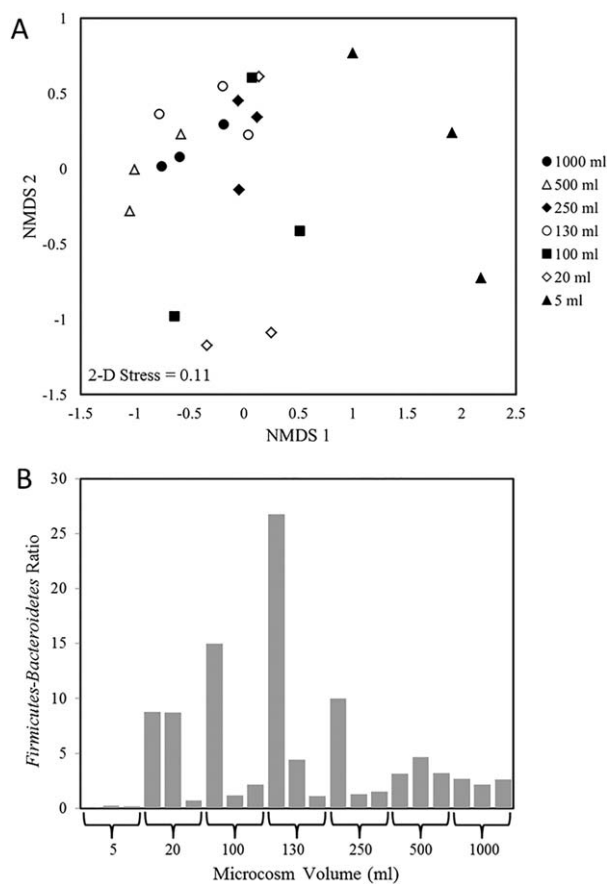 A
1
0.5
0
-0.5
-1
-1.5
NMDS 2
2-D Stress = 0.11
-1.5 -1 -0.5 0 0.5 1 1.5 2 2.5
NMDS 1
1000 ml
500 ml
250 ml
130 ml
100 ml
20 ml
5 ml
B
30
25
20
15
10
5
0
Firmicutes-Bacteroidetes Ratio
5 20 100 130 250 500 1000
Microcosm Volume (ml)